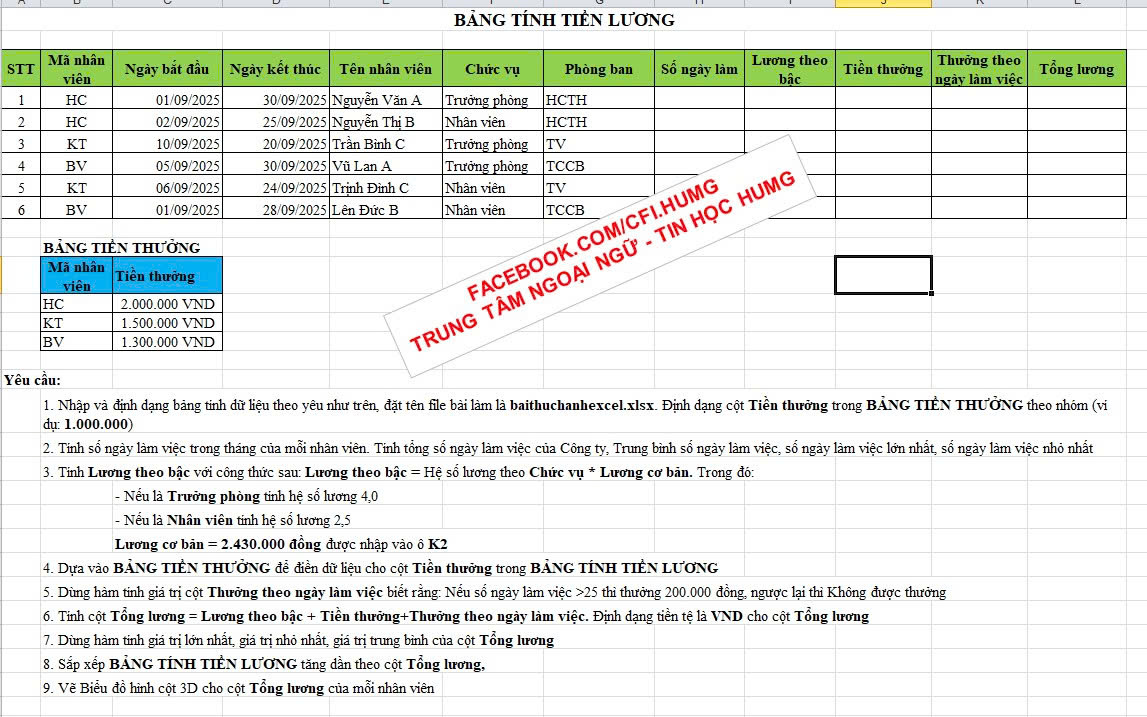 BẢNG TÍNH TIỀN LƯƠNG
STT Mã nhân viên Ngày bắt đầu Ngày kết thúc Tên nhân viên Chức vụ Phòng ban Số ngày làm Lương theo bậc Tiền thưởng Thưởng theo ngày làm việc Tổng lương
1 HC 01/09/2025 30/09/2025 Nguyễn Văn A Trưởng phòng HCTH
2 HC 02/09/2025 25/09/2025 Nguyễn Thị B Nhân viên HCTH
3 KT 10/09/2025 20/09/2025 Trần Bình C Trưởng phòng TV
4 BV 05/09/2025 30/09/2025 Vũ Lan A Trưởng phòng TCCB
5 KT 06/09/2025 24/09/2025 Trịnh Đình C Nhân viên TV
6 BV 01/09/2025 28/09/2025 Lên Đức B Nhân viên TCCB
FACEBOOK.COM/CFI.HUMG
TRUNG TÂM NGOẠI NGỮ - TIN HỌC HUMG
BẢNG TIỀN THƯỞNG
Mã nhân viên Tiền thưởng
HC 2.000.000 VND
KT 1.500.000 VND
BV 1.300.000 VND
Yêu cầu:
1. Nhập và định dạng bảng tính dữ liệu theo yêu như trên, đặt tên file bài làm là baithuchanhexcel.xlsx. Định dạng cột Tiền thưởng trong BẢNG TIỀN THƯỞNG theo nhóm (ví
dụ: 1.000.000)
2. Tính số ngày làm việc trong tháng của mỗi nhân viên. Tính tổng số ngày làm việc của Công ty, Trung bình số ngày làm việc, số ngày làm việc lớn nhất, số ngày làm việc nhỏ nhất
3. Tính Lương theo bậc với công thức sau: Lương theo bậc = Hệ số lương theo Chức vụ * Lương cơ bản. Trong đó:
- Nếu là Trưởng phòng tính hệ số lương 4,0
- Nếu là Nhân viên tính hệ số lương 2,5
Lương cơ bản = 2.430.000 đồng được nhập vào ô K2
4. Dựa vào BẢNG TIỀN THƯỞNG để điền dữ liệu cho cột Tiền thưởng trong BẢNG TÍNH TIỀN LƯƠNG
5. Dùng hàm tính giá trị cột Thưởng theo ngày làm việc biết rằng: Nếu số ngày làm việc >25 thì thưởng 200.000 đồng, ngược lại thì Không được thưởng
6. Tính cột Tổng lương = Lương theo bậc + Tiền thưởng+Thưởng theo ngày làm việc. Định dạng tiền tệ là VND cho cột Tổng lương
7. Dùng hàm tính giá trị lớn nhất, giá trị nhỏ nhất, giá trị trung bình của cột Tổng lương
8. Sắp xếp BẢNG TÍNH TIỀN LƯƠNG tăng dần theo cột Tổng lương,
9. Vẽ Biểu đồ hình cột 3D cho cột Tổng lương của mỗi nhân viên